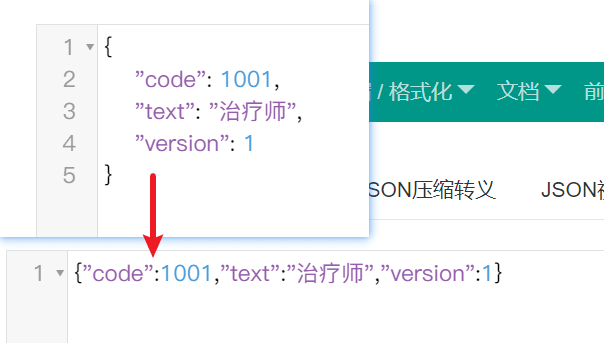 1 {
2 "code": 1001,
3 "text": "治疗师",
4 "version": 1
5 }
/ 格式化 文档 前
SON压缩转义 JSON视
1 {"code":1001,"text":"治疗师","version":1}